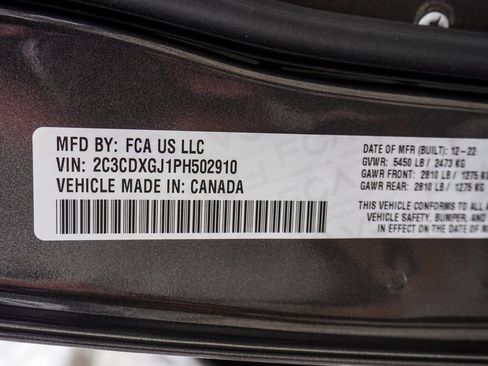 MFD BY: FCA US LLC
VIN: 2C3CDXGJ1PH502910
VEHICLE MADE IN: CANADA
DATE OF MFR (BUILT): 12-22
GVWR: 5450 LB / 2473 KG
GAWR FRONT: 2810 LB / 1275 KG
GAWR REAR: 2810 LB / 1275 KG
THIS VEHICLE CONFORMS TO ALL
VEHICLE SAFETY, BUMPER, AND
IN EFFECT ON THE DATE OF